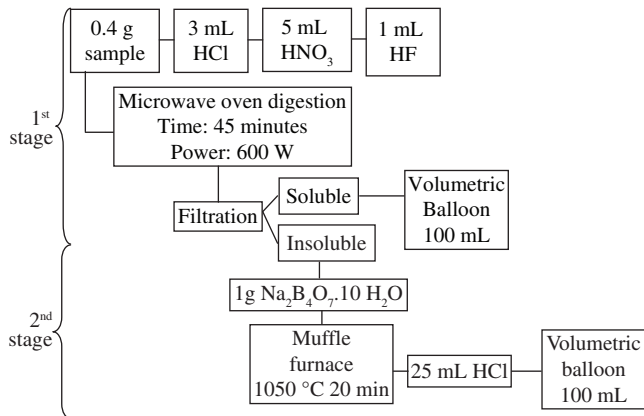 1st stage
0.4 g
sample
3 mL
HCl
5 mL
HNO3
1 mL
HF
Microwave oven digestion
Time: 45 minutes
Power: 600 W
Filtration
Soluble
Volumetric
Balloon
100 mL
Insoluble
2nd stage
1g Na2B4O7.10 H2O
Muffle
furnace
1050 °C 20 min
25 mL HCl
Volumetric
balloon
100 mL